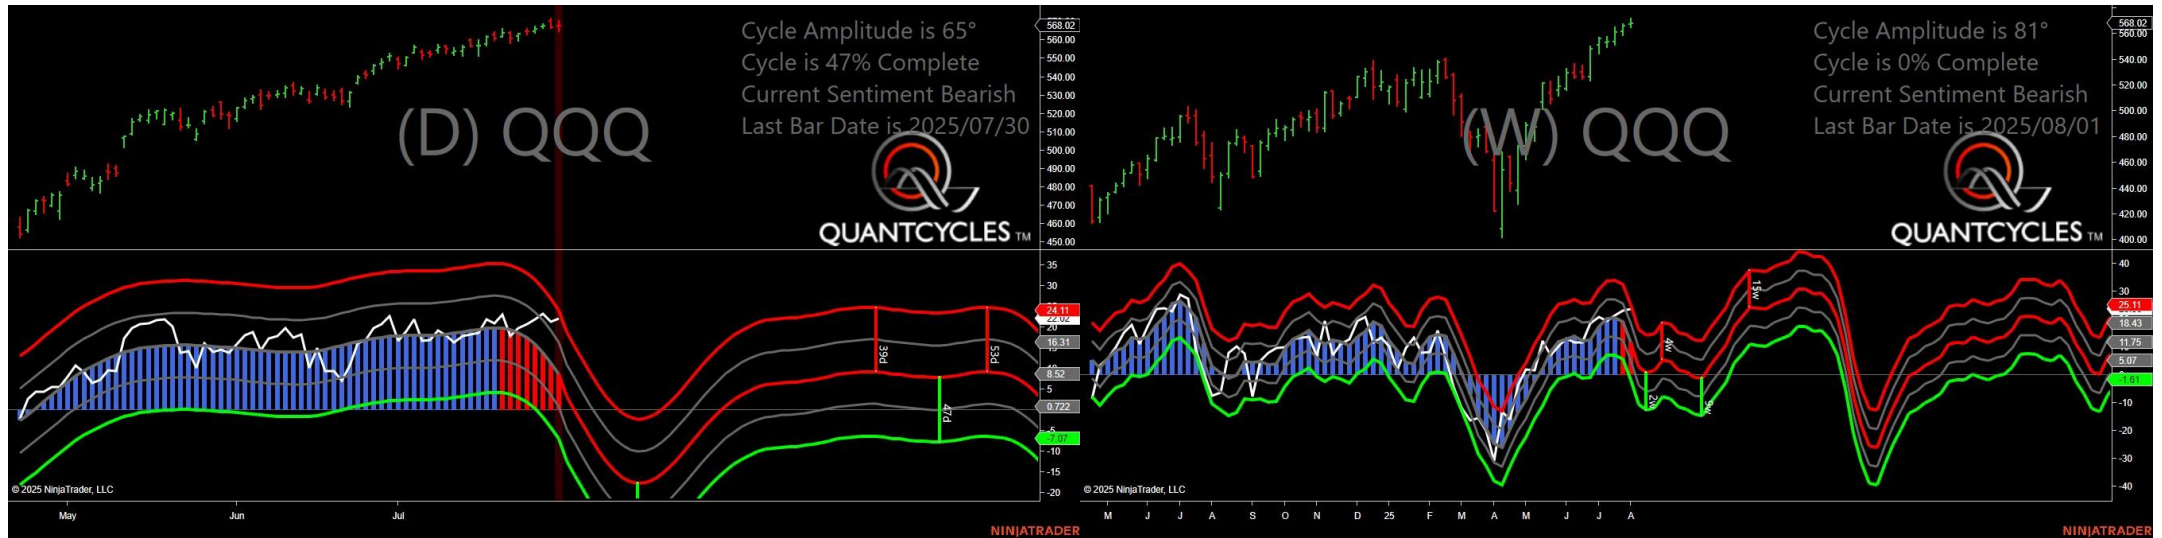 Cycle Amplitude is 65°
Cycle is 47% Complete
Current Sentiment Bearish
Last Bar Date is 2025/07/30
(D) QQQ
QUANTCYCLES TM
568.02
560.00
550.00
540.00
530.00
520.00
510.00
500.00
490.00
480.00
470.00
460.00
450.00
35
30
24.11
22.02
20
16.31
8.52
5
0.722
-5
-7.07
-10
-15
-20
39d
53d
47d
© 2025 NinjaTrader, LLC
May Jun Jul
NINJATRADER
Cycle Amplitude is 81°
Cycle is 0% Complete
Current Sentiment Bearish
Last Bar Date is 2025/08/01
(W) QQQ
QUANTCYCLES TM
568.02
560.00
540.00
520.00
500.00
480.00
460.00
440.00
420.00
400.00
40
30
25.11
18.43
11.75
5.07
-1.61
-10
-20
-30
-40
15w
4w
2w
9w
© 2025 NinjaTrader, LLC
M J J A S O N D 25 F M A M J J A
NINJATRADER